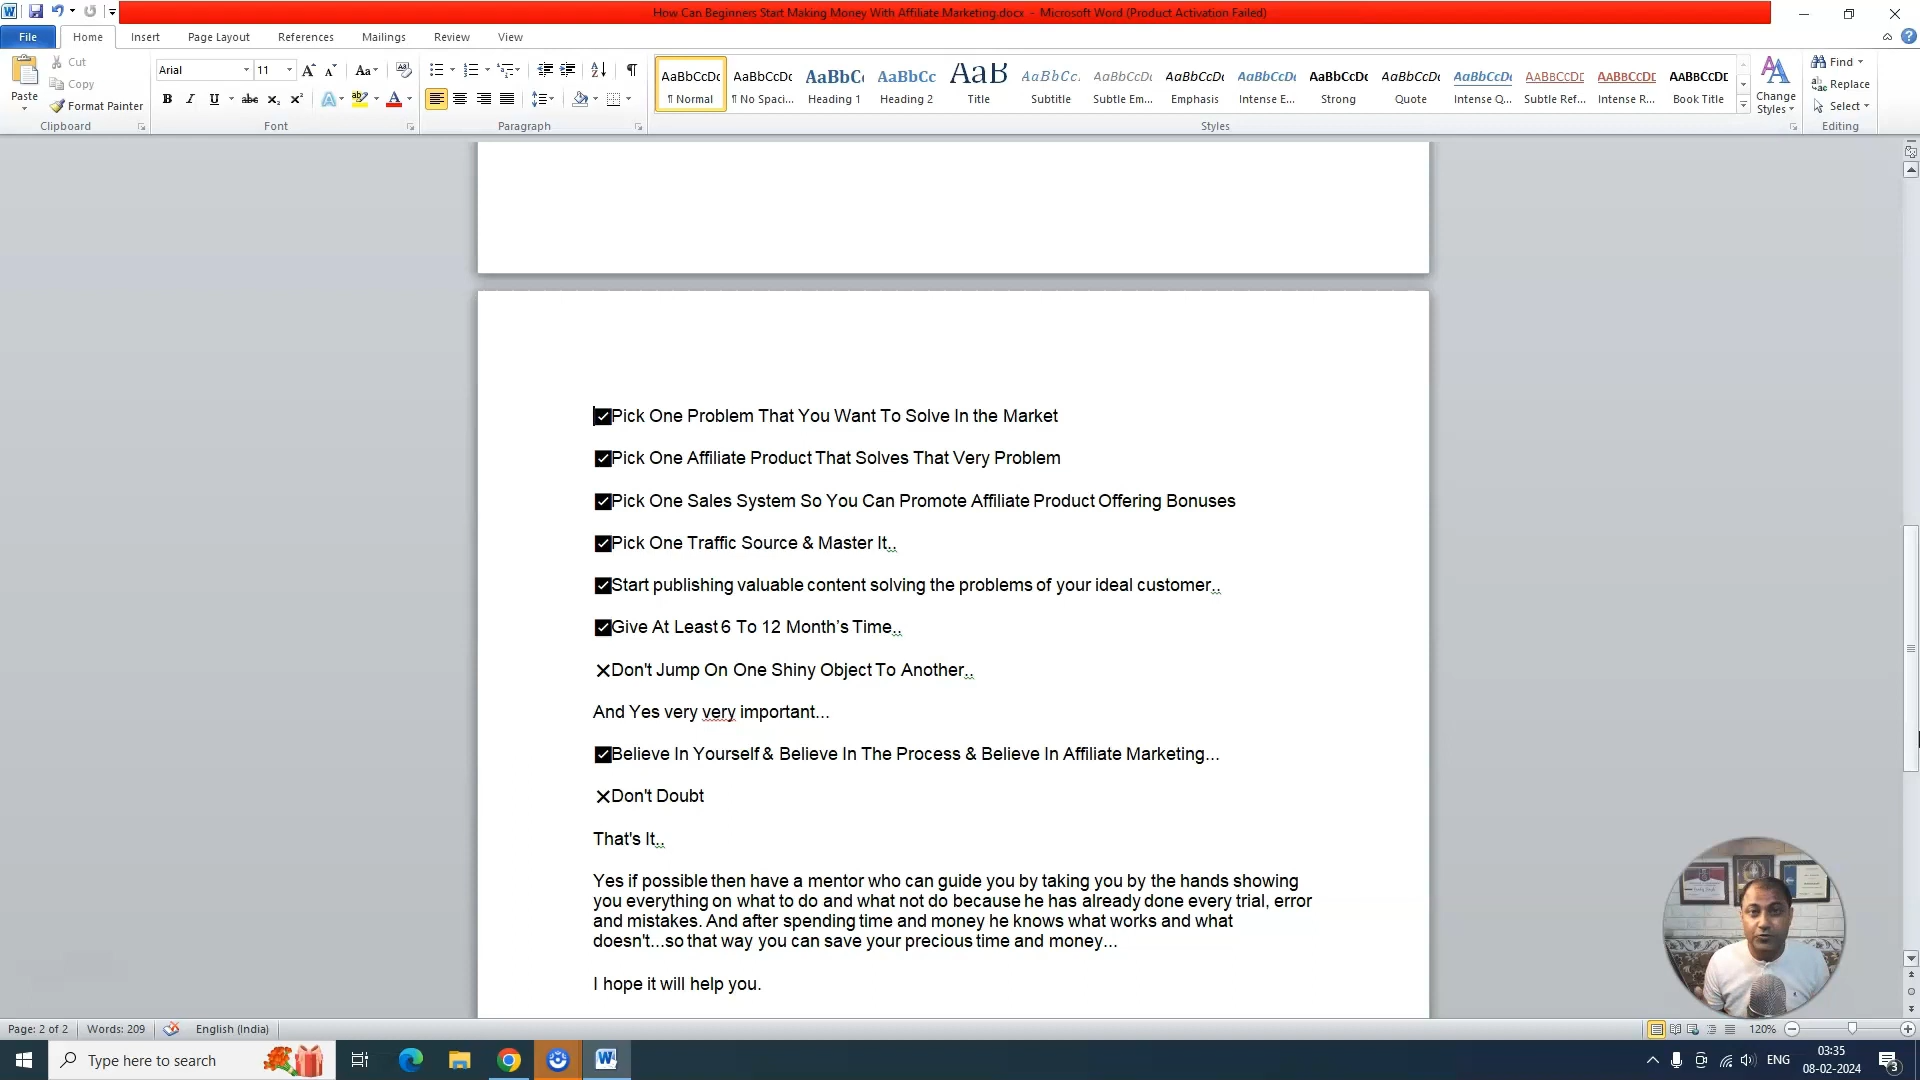 How Can Beginners Start Making Money With Affiliate Marketing.docx - Microsoft Word (Product Activation Failed)
File Home Insert Page Layout References Mailings Review View
Cut
Copy
Format Painter
Paste
Clipboard
Arial 11
Font
Paragraph
AaBbCcDc AaBbCcDc AaBbC AaBbCc AaB AaBbCc. AaBbCcDc AaBbCcDc AaBbCcDc AaBbCcDc AaBbCcDc AaBbCcDc AABBCCDC AABBCCDC AABBCCDC
¶ Normal ¶ No Spaci... Heading 1 Heading 2 Title Subtitle Subtle Em... Emphasis Intense E... Strong Quote Intense Q... Subtle Ref... Intense R... Book Title
Change Styles
Styles
Find
Replace
Select
Editing
☑Pick One Problem That You Want To Solve In the Market
☑Pick One Affiliate Product That Solves That Very Problem
☑Pick One Sales System So You Can Promote Affiliate Product Offering Bonuses
☑Pick One Traffic Source & Master It..
☑Start publishing valuable content solving the problems of your ideal customer..
☑Give At Least 6 To 12 Month’s Time..
✕Don't Jump On One Shiny Object To Another..
And Yes very very important...
☑Believe In Yourself & Believe In The Process & Believe In Affiliate Marketing...
✕Don't Doubt
That's It..
Yes if possible then have a mentor who can guide you by taking you by the hands showing
you everything on what to do and what not do because he has already done every trial, error
and mistakes. And after spending time and money he knows what works and what
doesn't...so that way you can save your precious time and money...
I hope it will help you.
Page: 2 of 2 Words: 209 English (India) 120%
Type here to search
ENG
03:35
08-02-2024
3